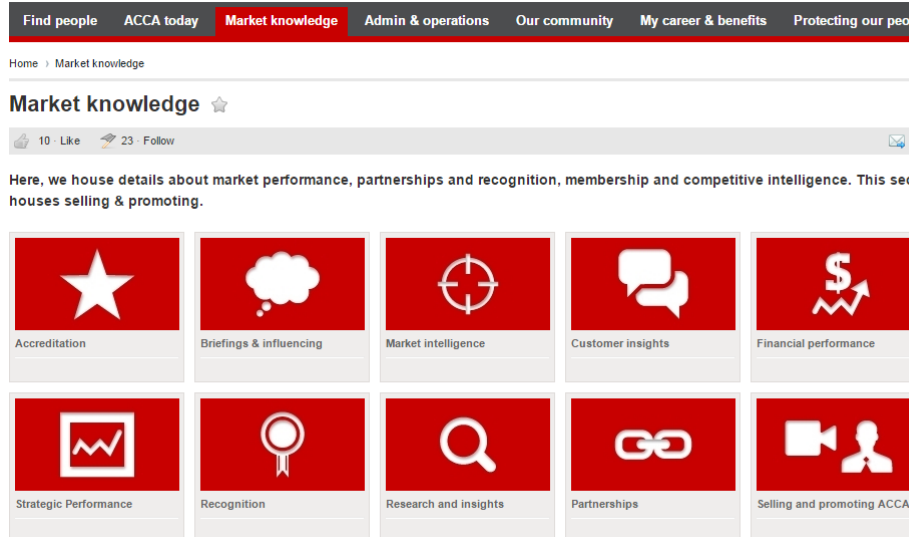 Find people ACCA today Market knowledge Admin & operations Our community My career & benefits Protecting our
Home › Market knowledge
Market knowledge
10 · Like 23 · Follow
Here, we house details about market performance, partnerships and recognition, membership and competitive intelligence. This
houses selling & promoting.
Accreditation Briefings & influencing Market intelligence Customer insights Financial performance
Strategic Performance Recognition Research and insights Partnerships Selling and promoting ACCA